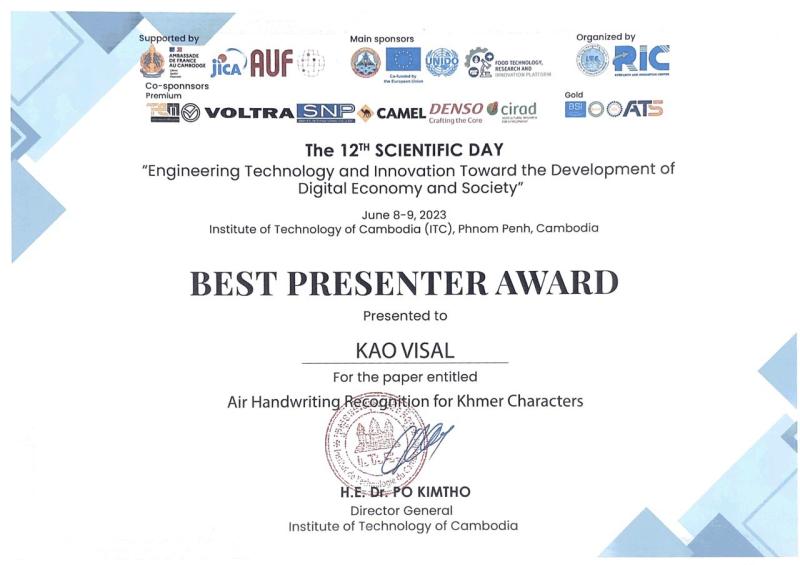 Supported by
AMBASSADE DE FRANCE AU CAMBODGE
jica
AUF
Main sponsors
Co-funded by the European Union
UNIDO
FOOD TECHNOLOGY, RESEARCH AND INNOVATION PLATFORM
Organized by
RIC
RESEARCH AND INNOVATION CENTER
Co-sponnsors
Premium
VOLTRA
SNP
CAMEL
DENSO
Crafting the Core
cirad
Gold
BSI
ATS
The 12TH SCIENTIFIC DAY
“Engineering Technology and Innovation Toward the Development of
Digital Economy and Society”
June 8-9, 2023
Institute of Technology of Cambodia (ITC), Phnom Penh, Cambodia
BEST PRESENTER AWARD
Presented to
KAO VISAL
For the paper entitled
Air Handwriting Recognition for Khmer Characters
H.E. Dr. PO KIMTHO
Director General
Institute of Technology of Cambodia